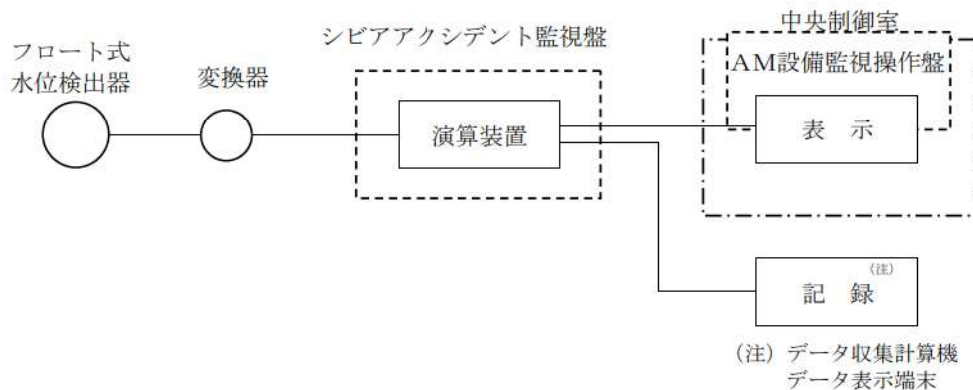 フロート式
水位検出器
変換器
シビアアクシデント監視盤
演算装置
中央制御室
AM設備監視操作盤
表　示
記　録
(注)
(注) データ収集計算機
データ表示端末